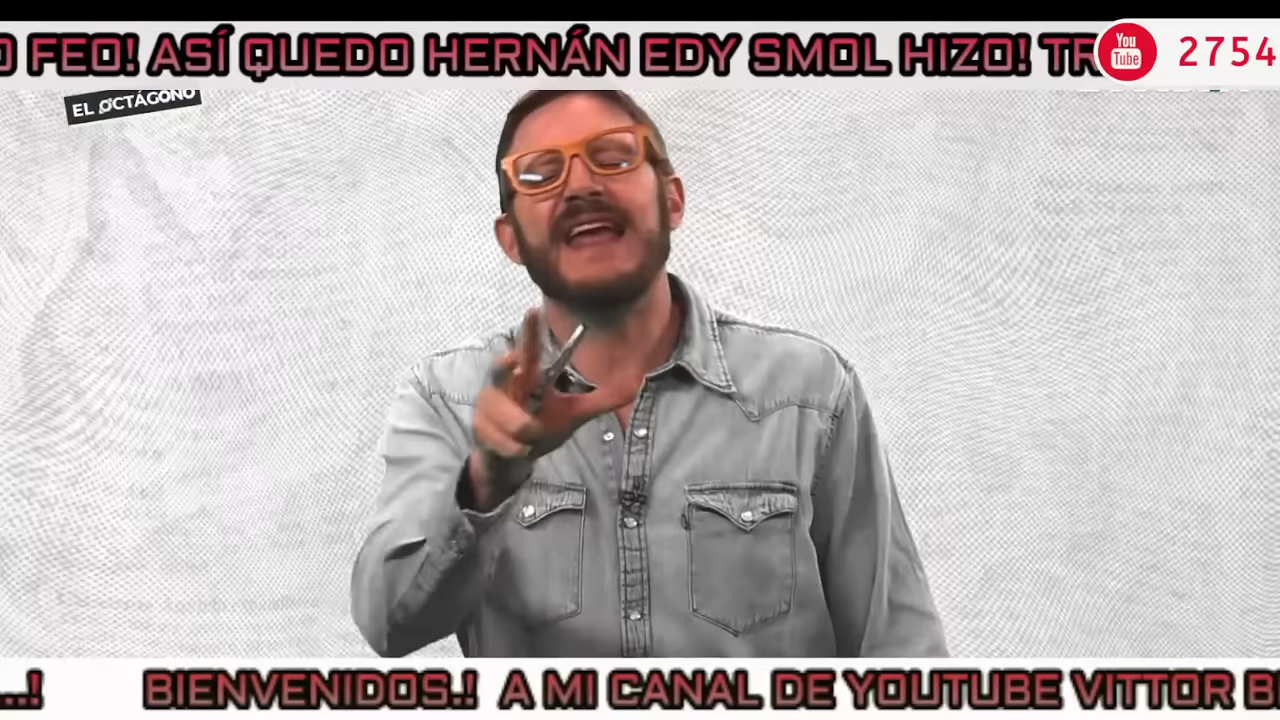 FEO! ASÍ QUEDO HERNÁN EDY SMOL HIZO!
You
Tube
2754
EL OCTÁGONO
...! BIENVENIDOS.! A MI CANAL DE YOUTUBE VITTOR